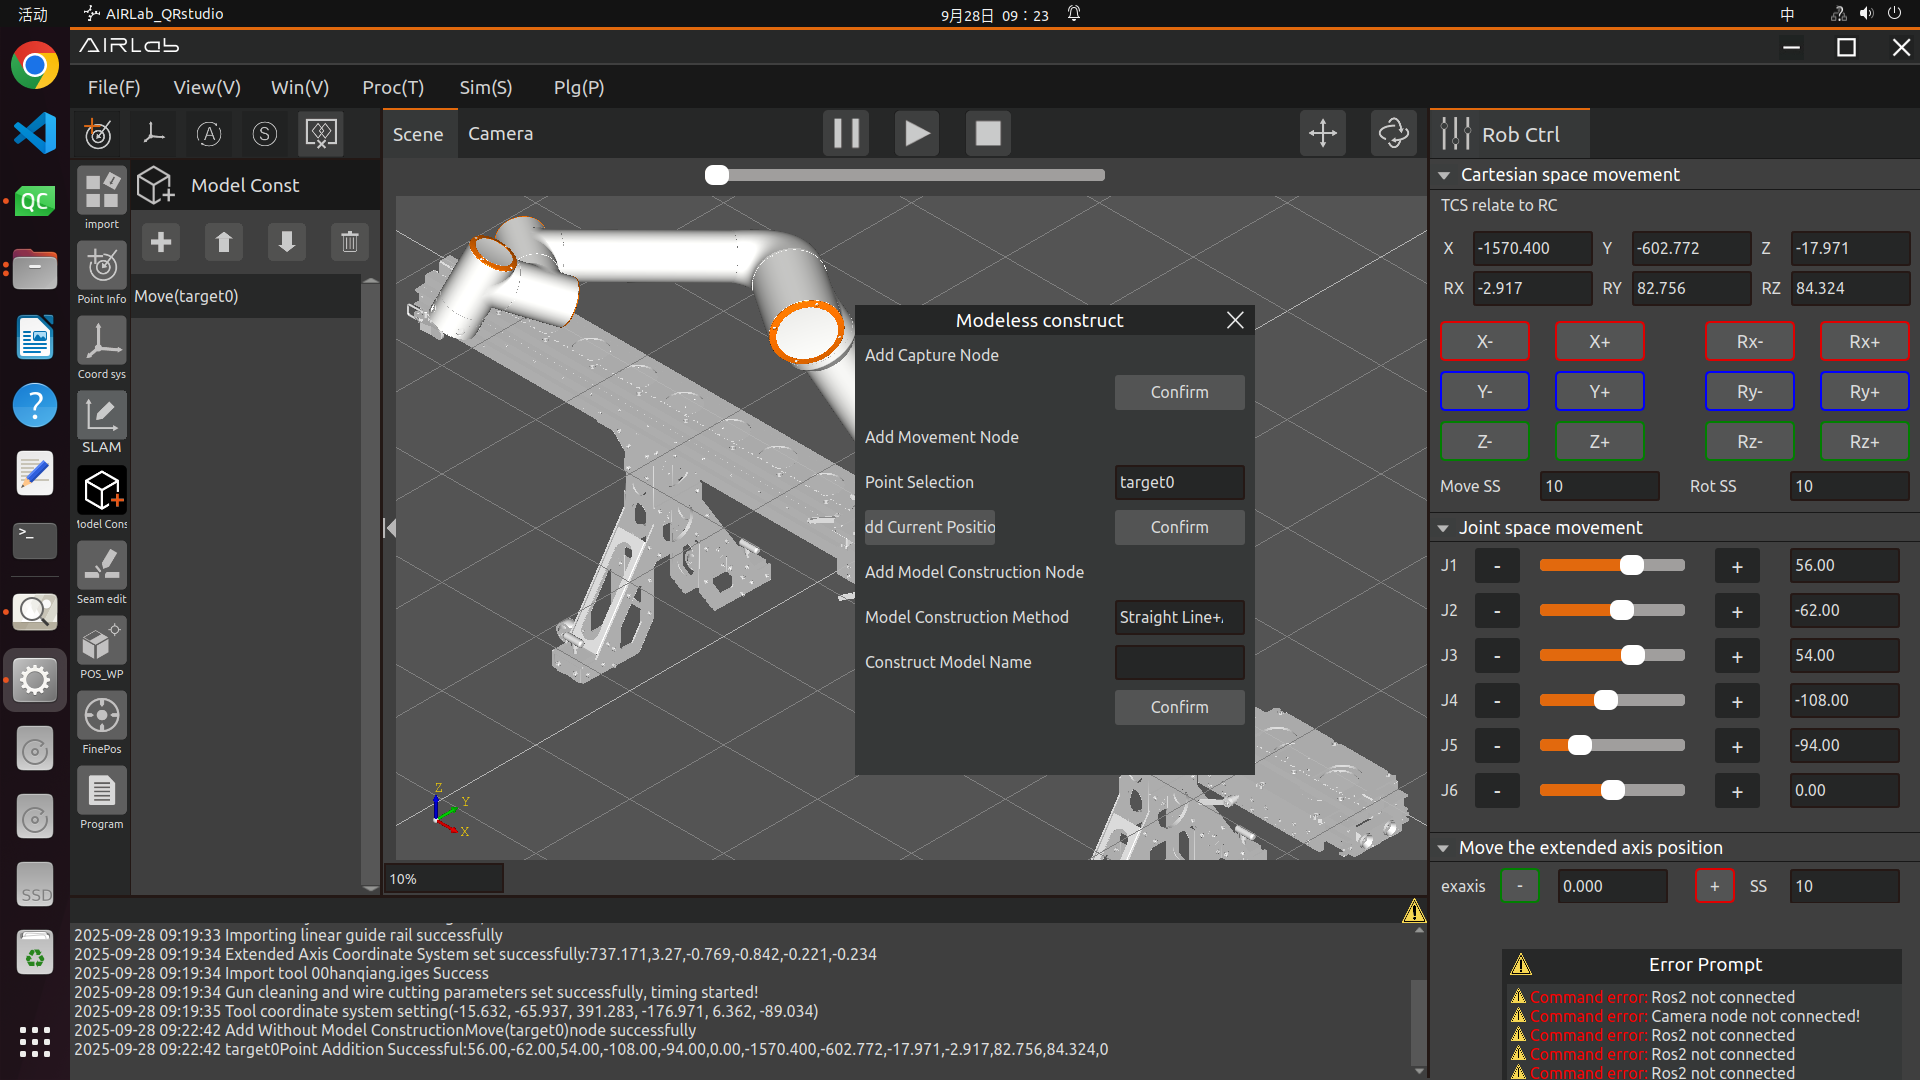 活动
AIRLab_QRstudio
9月28日 09：23
中
AIRLab
File(F) View(V) Win(V) Proc(T) Sim(S) Plg(P)
Scene Camera
Rob Ctrl
import
Point Info
Coord sys
SLAM
Model Cons
Seam edit
POS_WP
FinePos
Program
Model Const
Move(target0)
10%
Modeless construct
Add Capture Node
Confirm
Add Movement Node
Point Selection target0
dd Current Positio Confirm
Add Model Construction Node
Model Construction Method Straight Line+
Construct Model Name
Confirm
Z
Y
X
Cartesian space movement
TCS relate to RC
X -1570.400 Y -602.772 Z -17.971
RX -2.917 RY 82.756 RZ 84.324
X- X+ Rx- Rx+
Y- Y+ Ry- Ry+
Z- Z+ Rz- Rz+
Move SS 10 Rot SS 10
Joint space movement
J1 - + 56.00
J2 - + -62.00
J3 - + 54.00
J4 - + -108.00
J5 - + -94.00
J6 - + 0.00
Move the extended axis position
exaxis - 0.000 + SS 10
Error Prompt
Command error: Ros2 not connected
Command error: Camera node not connected!
Command error: Ros2 not connected
Command error: Ros2 not connected
Command error: Ros2 not connected
2025-09-28 09:19:33 Importing linear guide rail successfully
2025-09-28 09:19:34 Extended Axis Coordinate System set successfully:737.171,3.27,-0.769,-0.842,-0.221,-0.234
2025-09-28 09:19:34 Import tool 00hanqiang.iges Success
2025-09-28 09:19:34 Gun cleaning and wire cutting parameters set successfully, timing started!
2025-09-28 09:19:35 Tool coordinate system setting(-15.632, -65.937, 391.283, -176.971, 6.362, -89.034)
2025-09-28 09:22:42 Add Without Model ConstructionMove(target0)node successfully
2025-09-28 09:22:42 target0Point Addition Successful:56.00,-62.00,54.00,-108.00,-94.00,0.00,-1570.400,-602.772,-17.971,-2.917,82.756,84.324,0
QC
A
S
SSD